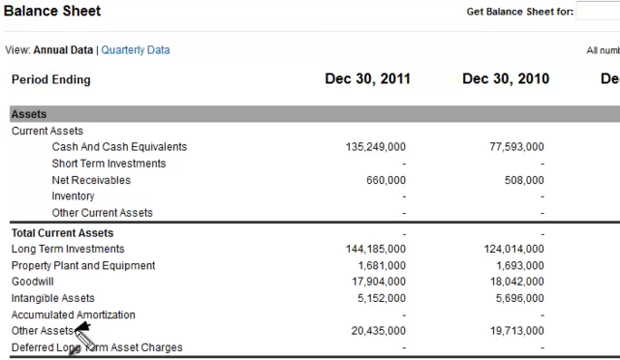 Balance Sheet Get Balance Sheet for:
View: Annual Data | Quarterly Data All
Period Ending Dec 30, 2011 Dec 30, 2010
Assets
Current Assets
Cash And Cash Equivalents 135,249,000 77,593,000
Short Term Investments - -
Net Receivables 660,000 508,000
Inventory - -
Other Current Assets - -
Total Current Assets - -
Long Term Investments 144,185,000 124,014,000
Property Plant and Equipment 1,681,000 1,693,000
Goodwill 17,904,000 18,042,000
Intangible Assets 5,152,000 5,696,000
Accumulated Amortization - -
Other Assets 20,435,000 19,713,000
Deferred Long Term Asset Charges - -